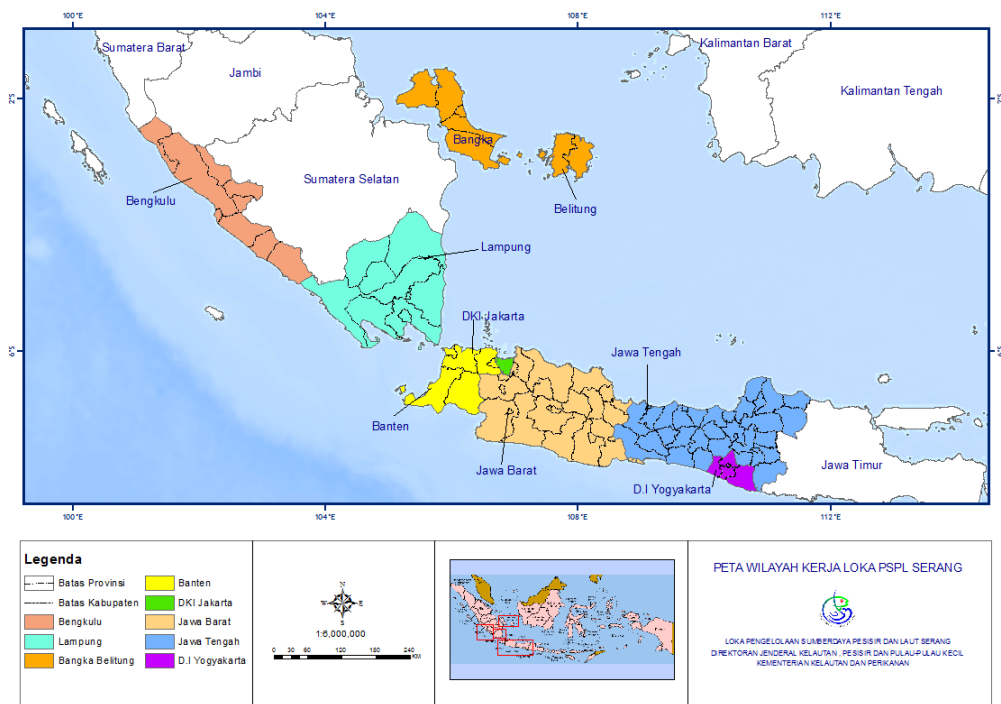 100°E
104°E
108°E
112°E
Sumatera Barat
Kalimantan Barat
Jambi
Kalimantan Tengah
2°S
Bangka
Sumatera Selatan
Bengkulu
Belitung
Lampung
DKI Jakarta
6°S
Jawa Tengah
Banten
Jawa Barat
Jawa Timur
D.I Yogyakarta
100°E
104°E
108°E
112°E
Legenda
Batas Provinsi
Batas Kabupaten
Bengkulu
Lampung
Bangka Belitung
Banten
DKI Jakarta
Jawa Barat
Jawa Tengah
D.I Yogyakarta
N
W
E
S
1:6,000,000
0 30 60 120 180 240
KM
PETA WILAYAH KERJA LOKA PSPL SERANG
LOKA PENGELOLAAN SUMBERDAYA PESISIR DAN LAUT SERANG
DIREKTORAN JENDERAL KELAUTAN , PESISIR DAN PULAU-PULAU KECIL
KEMENTERIAN KELAUTAN DAN PERIKANAN